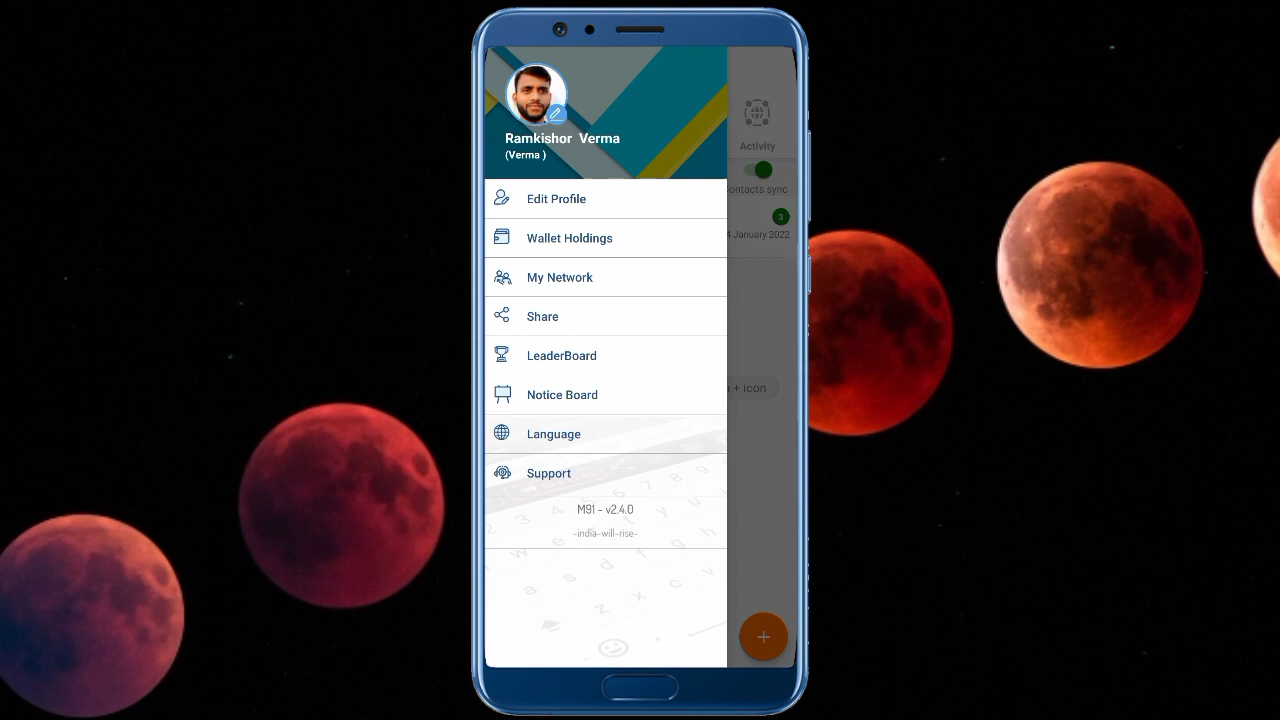 Ramkishor Verma
(Verma )
Edit Profile
Wallet Holdings
My Network
Share
LeaderBoard
Notice Board
Language
Support
M91 - v2.4.0
-india-will-rise-
Activity
ontacts sync
3
4 January 2022
+ icon
+